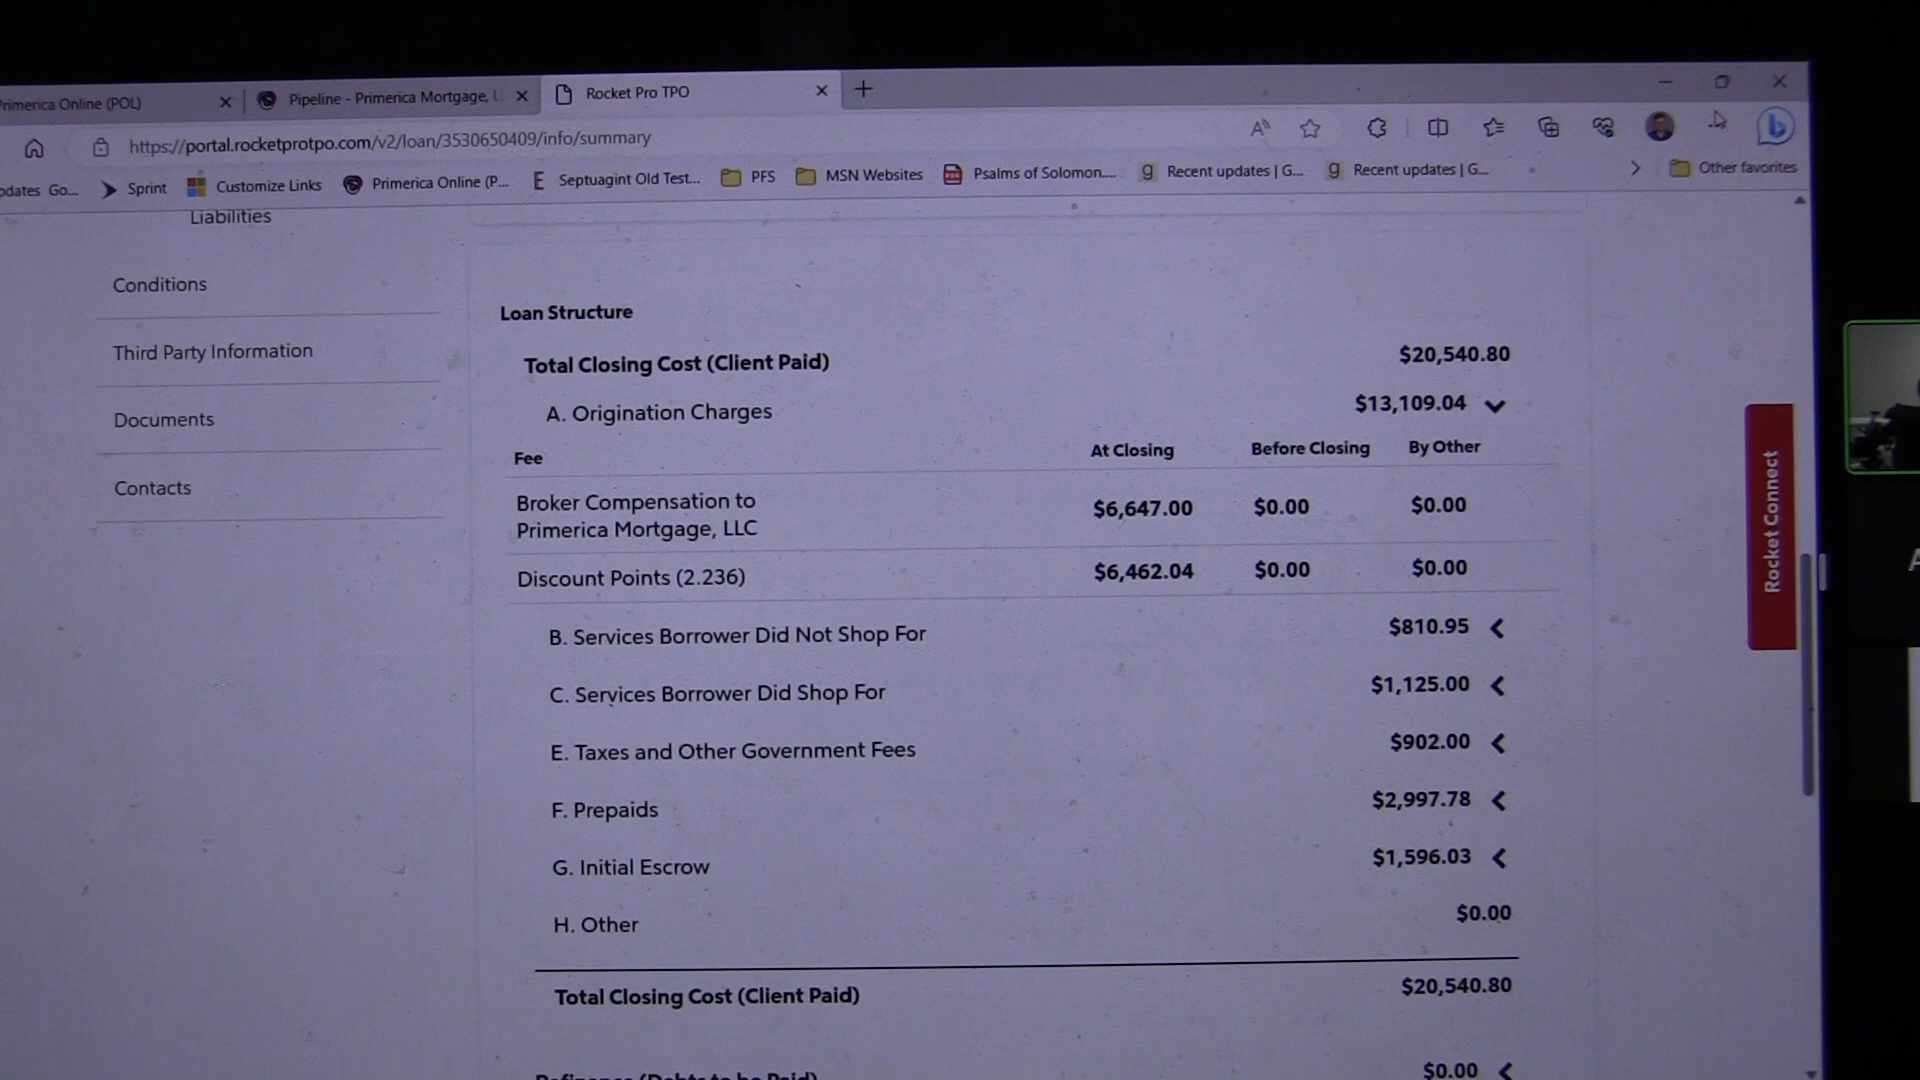 Primerica Online (POL)
Pipeline - Primerica Mortgage, L
Rocket Pro TPO
https://portal.rocketprotpo.com/v2/loan/3530650409/info/summary
pdates Go...
Sprint
Customize Links
Primerica Online (P...
E Septuagint Old Test...
PFS
MSN Websites
Psalms of Solomon....
g Recent updates | G...
g Recent updates | G...
Other favorites
Liabilities
Conditions
Third Party Information
Documents
Contacts
Loan Structure
Total Closing Cost (Client Paid) $20,540.80
A. Origination Charges $13,109.04
Fee At Closing Before Closing By Other
Broker Compensation to
Primerica Mortgage, LLC $6,647.00 $0.00 $0.00
Discount Points (2.236) $6,462.04 $0.00 $0.00
B. Services Borrower Did Not Shop For $810.95
C. Services Borrower Did Shop For $1,125.00
E. Taxes and Other Government Fees $902.00
F. Prepaids $2,997.78
G. Initial Escrow $1,596.03
H. Other $0.00
Total Closing Cost (Client Paid) $20,540.80
Refinance (Debts to be Paid) $0.00
Rocket Connect